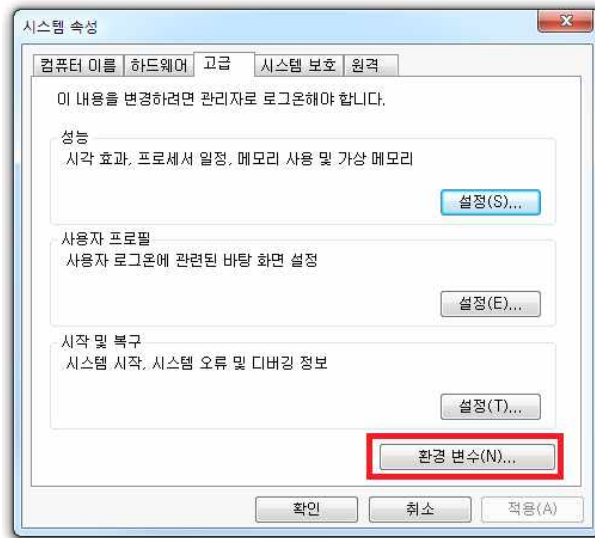 시스템 속성
컴퓨터 이름 하드웨어 고급 시스템 보호 원격
이 내용을 변경하려면 관리자로 로그온해야 합니다.
성능
시각 효과, 프로세서 일정, 메모리 사용 및 가상 메모리
설정(S)...
사용자 프로필
사용자 로그온에 관련된 바탕 화면 설정
설정(E)...
시작 및 복구
시스템 시작, 시스템 오류 및 디버깅 정보
설정(T)...
환경 변수(N)...
확인 취소 적용(A)